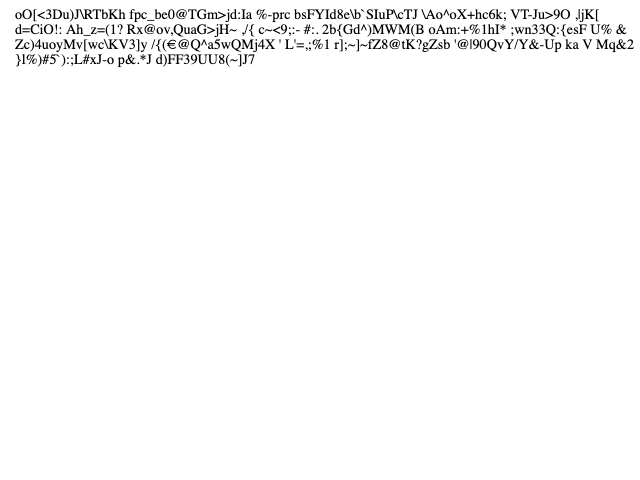 oO[<3Du)J\RTbKh fpc_be0@TGm>jd:Ia %-prc bsFYId8e\b`SIuP\cTJ \Ao^oX+hc6k; VT-Ju>9O ,ljK[
d=CiO!: Ah_z=(1? Rx@ov,QuaG>jH~ ,/{ c~<9;:- #:. 2b{Gd^)MWM(B oAm:+%1hI* ;wn33Q:{esF U% &
Zc)4uoyMv[wc\KV3]y /{(€@Q^a5wQMj4X ' L'=,;%1 r];~]~fZ8@tK?gZsb '@l90QvY/Y&-Up ka V Mq&2
}l%)#5`):;L#xJ-o p&.*J d)FF39UU8(~]J7